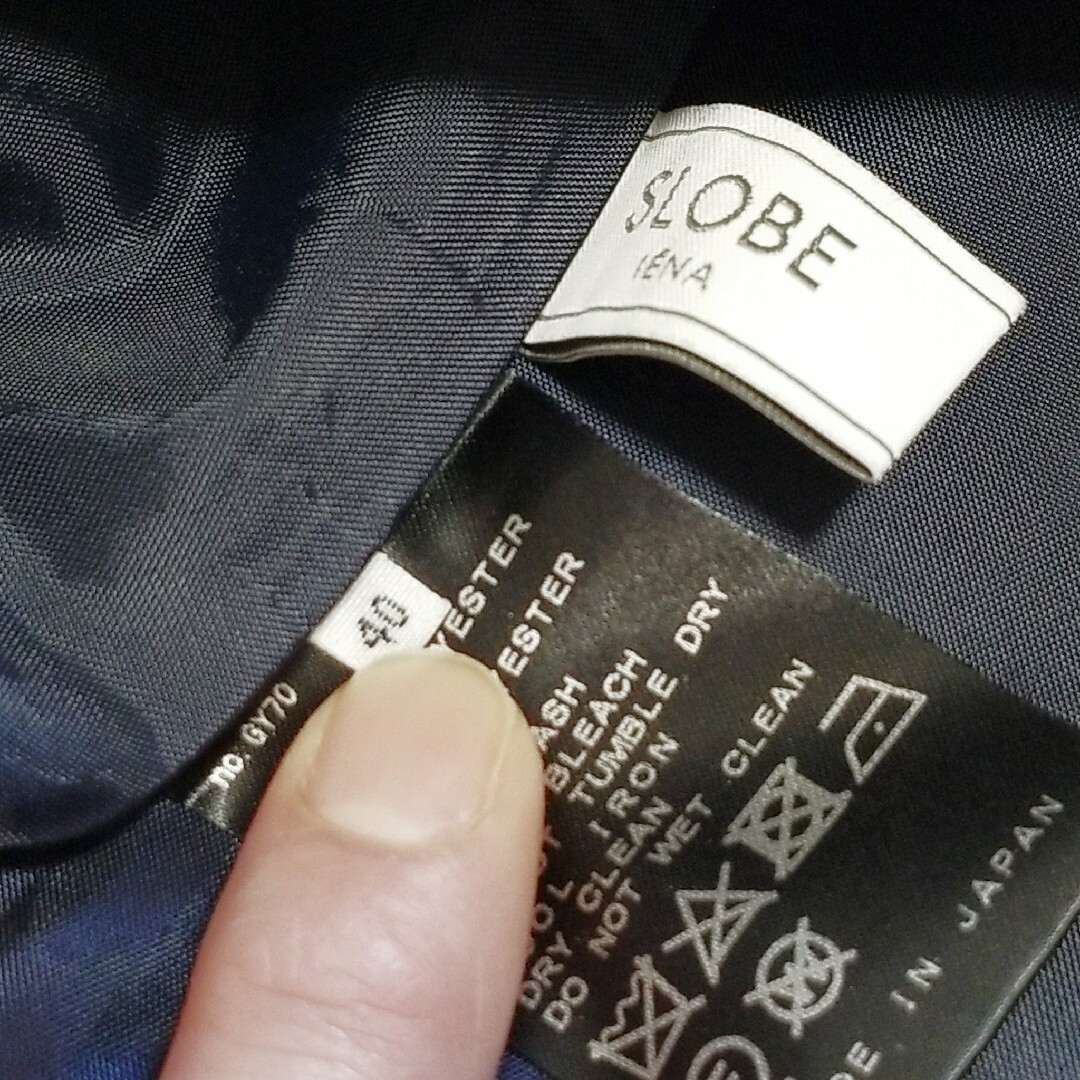 SLOBE
IÉNA
40
no. GY70
YESTER
ESTER
ASH
BLEACH
TUMBLE DRY
IRON
DRY CLEAN
DO NOT WET CLEAN
IN JAPAN